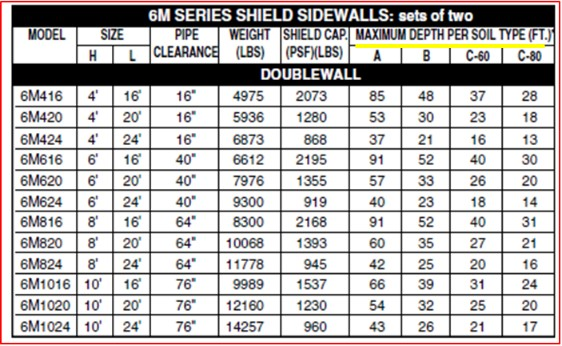 6M SERIES SHIELD SIDEWALLS: sets of two
MODEL SIZE PIPE CLEARANCE WEIGHT (LBS) SHIELD CAP. (PSF)(LBS) MAXIMUM DEPTH PER SOIL TYPE (FT.)*
H L A B C-60 C-80
DOUBLEWALL
6M416 4' 16' 16" 4975 2073 85 48 37 28
6M420 4' 20' 16" 5936 1280 53 30 23 18
6M424 4' 24' 16" 6873 868 37 21 16 13
6M616 6' 16' 40" 6612 2195 91 52 40 30
6M620 6' 20' 40" 7976 1355 57 33 26 20
6M624 6' 24' 40" 9300 919 40 23 18 14
6M816 8' 16' 64" 8300 2168 91 52 40 31
6M820 8' 20' 64" 10068 1393 60 35 27 21
6M824 8' 24' 64" 11778 945 42 25 20 16
6M1016 10' 16' 76" 9989 1537 66 39 31 24
6M1020 10' 20' 76" 12160 1230 54 32 25 20
6M1024 10' 24' 76" 14257 960 43 26 21 17